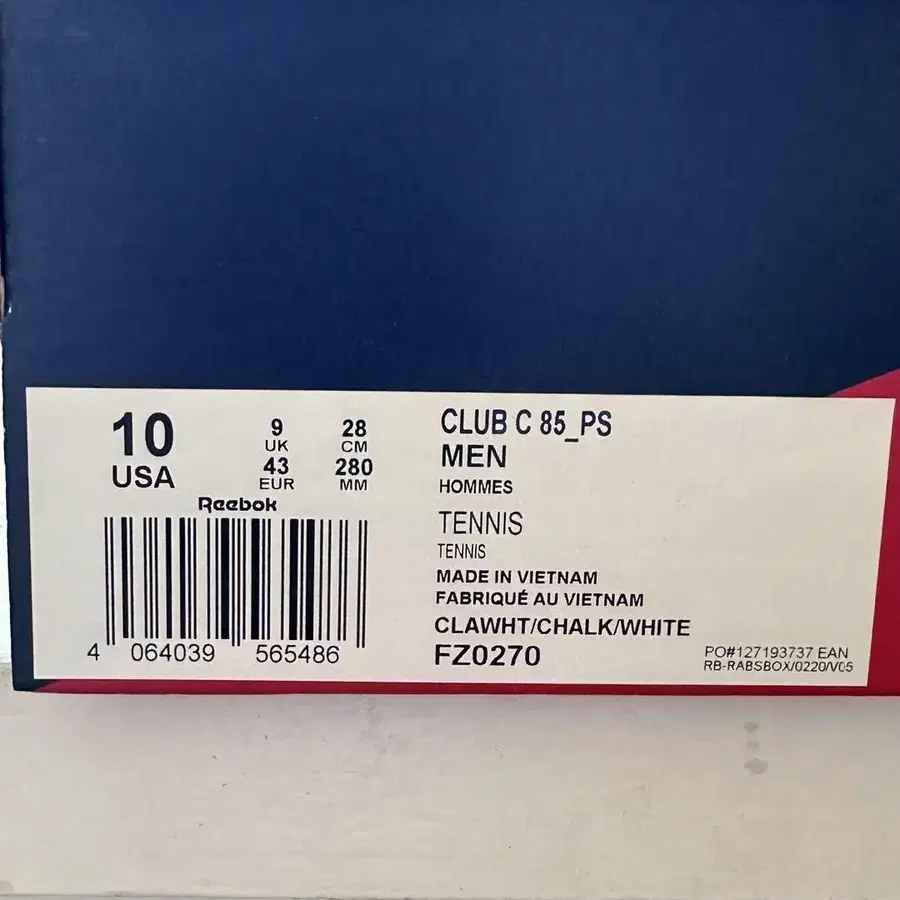 10
USA
9
UK
43
EUR
28
CM
280
MM
Reebok
4 064039 565486
CLUB C 85_PS
MEN
HOMMES
TENNIS
TENNIS
MADE IN VIETNAM
FABRIQUÉ AU VIETNAM
CLAWHT/CHALK/WHITE
FZ0270
PO#127193737 EAN
RB-RABSBOX/0220/V05